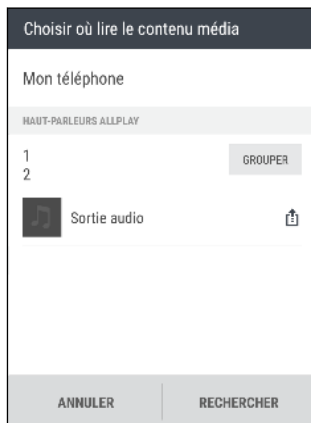 Choisir où lire le contenu média
Mon téléphone
HAUT-PARLEURS ALLPLAY
1
2
GROUPER
Sortie audio
ANNULER
RECHERCHER